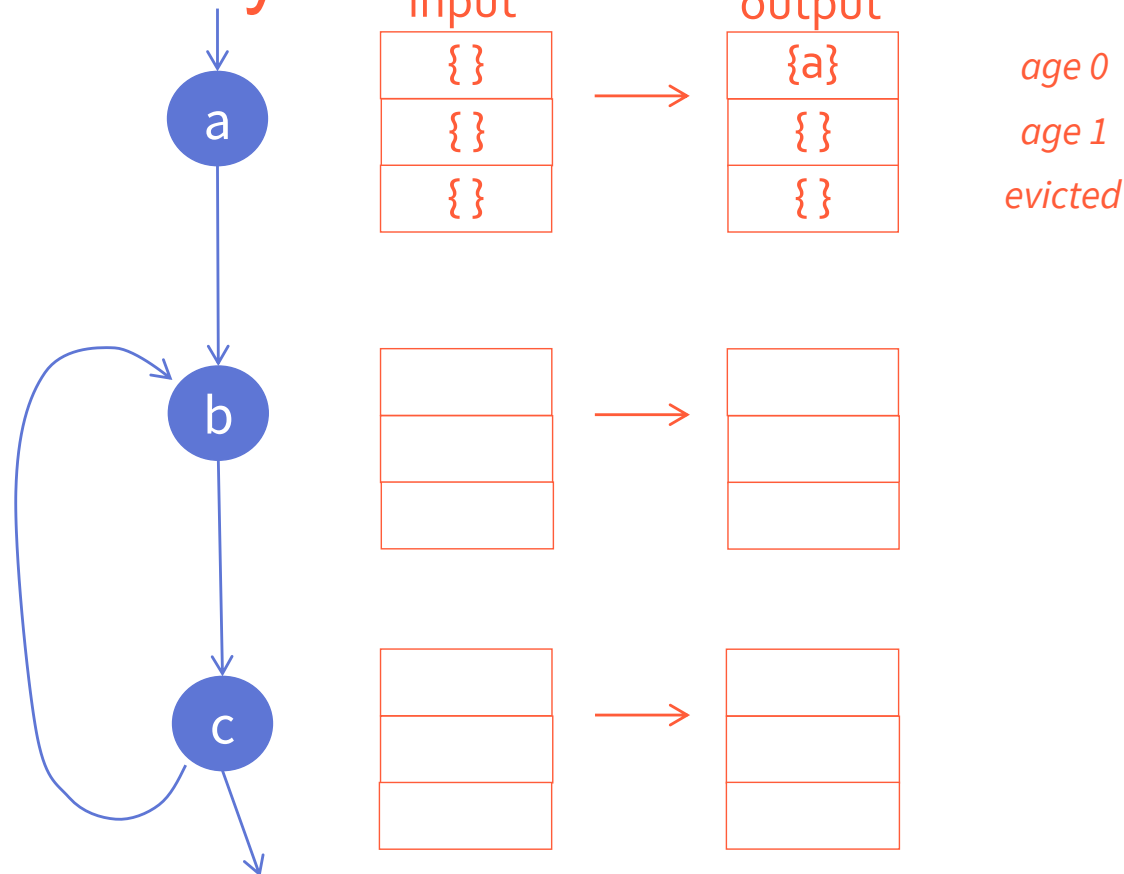 input output
{ } {a} age 0
a
{ } { } age 1
{ } { } evicted
b
c